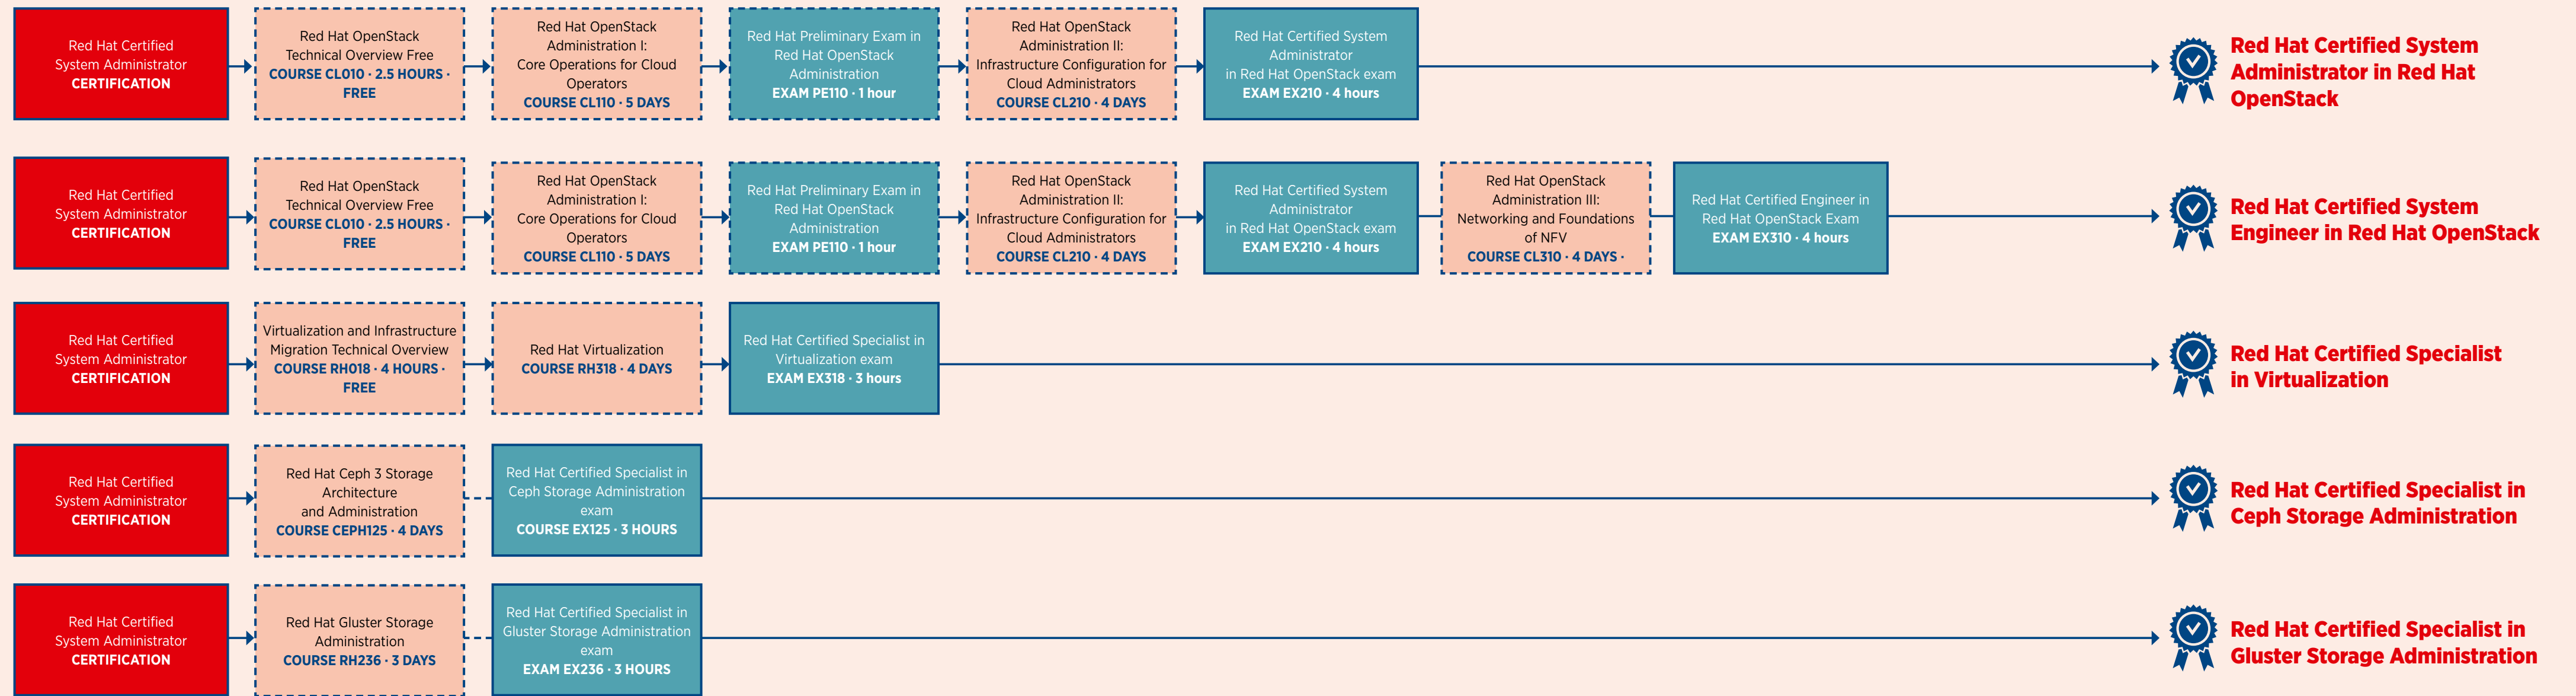 Red Hat Certified
System Administrator
CERTIFICATION
Red Hat OpenStack
Technical Overview Free
COURSE CL010 · 2.5 HOURS ·
FREE
Red Hat OpenStack
Administration I:
Core Operations for Cloud
Operators
COURSE CL110 · 5 DAYS
Red Hat Preliminary Exam in
Red Hat OpenStack
Administration
EXAM PE110 · 1 hour
Red Hat OpenStack
Administration II:
Infrastructure Configuration for
Cloud Administrators
COURSE CL210 · 4 DAYS
Red Hat Certified System
Administrator
in Red Hat OpenStack exam
EXAM EX210 · 4 hours
Red Hat Certified System
Administrator in Red Hat
OpenStack
Red Hat Certified
System Administrator
CERTIFICATION
Red Hat OpenStack
Technical Overview Free
COURSE CL010 · 2.5 HOURS ·
FREE
Red Hat OpenStack
Administration I:
Core Operations for Cloud
Operators
COURSE CL110 · 5 DAYS
Red Hat Preliminary Exam in
Red Hat OpenStack
Administration
EXAM PE110 · 1 hour
Red Hat OpenStack
Administration II:
Infrastructure Configuration for
Cloud Administrators
COURSE CL210 · 4 DAYS
Red Hat Certified System
Administrator
in Red Hat OpenStack exam
EXAM EX210 · 4 hours
Red Hat OpenStack
Administration III:
Networking and Foundations
of NFV
COURSE CL310 · 4 DAYS ·
Red Hat Certified Engineer in
Red Hat OpenStack Exam
EXAM EX310 · 4 hours
Red Hat Certified System
Engineer in Red Hat OpenStack
Red Hat Certified
System Administrator
CERTIFICATION
Virtualization and Infrastructure
Migration Technical Overview
COURSE RH018 · 4 HOURS ·
FREE
Red Hat Virtualization
COURSE RH318 · 4 DAYS
Red Hat Certified Specialist in
Virtualization exam
EXAM EX318 · 3 hours
Red Hat Certified Specialist
in Virtualization
Red Hat Certified
System Administrator
CERTIFICATION
Red Hat Ceph 3 Storage
Architecture
and Administration
COURSE CEPH125 · 4 DAYS
Red Hat Certified Specialist in
Ceph Storage Administration
exam
COURSE EX125 · 3 HOURS
Red Hat Certified Specialist in
Ceph Storage Administration
Red Hat Certified
System Administrator
CERTIFICATION
Red Hat Gluster Storage
Administration
COURSE RH236 · 3 DAYS
Red Hat Certified Specialist in
Gluster Storage Administration
exam
EXAM EX236 · 3 HOURS
Red Hat Certified Specialist in
Gluster Storage Administration